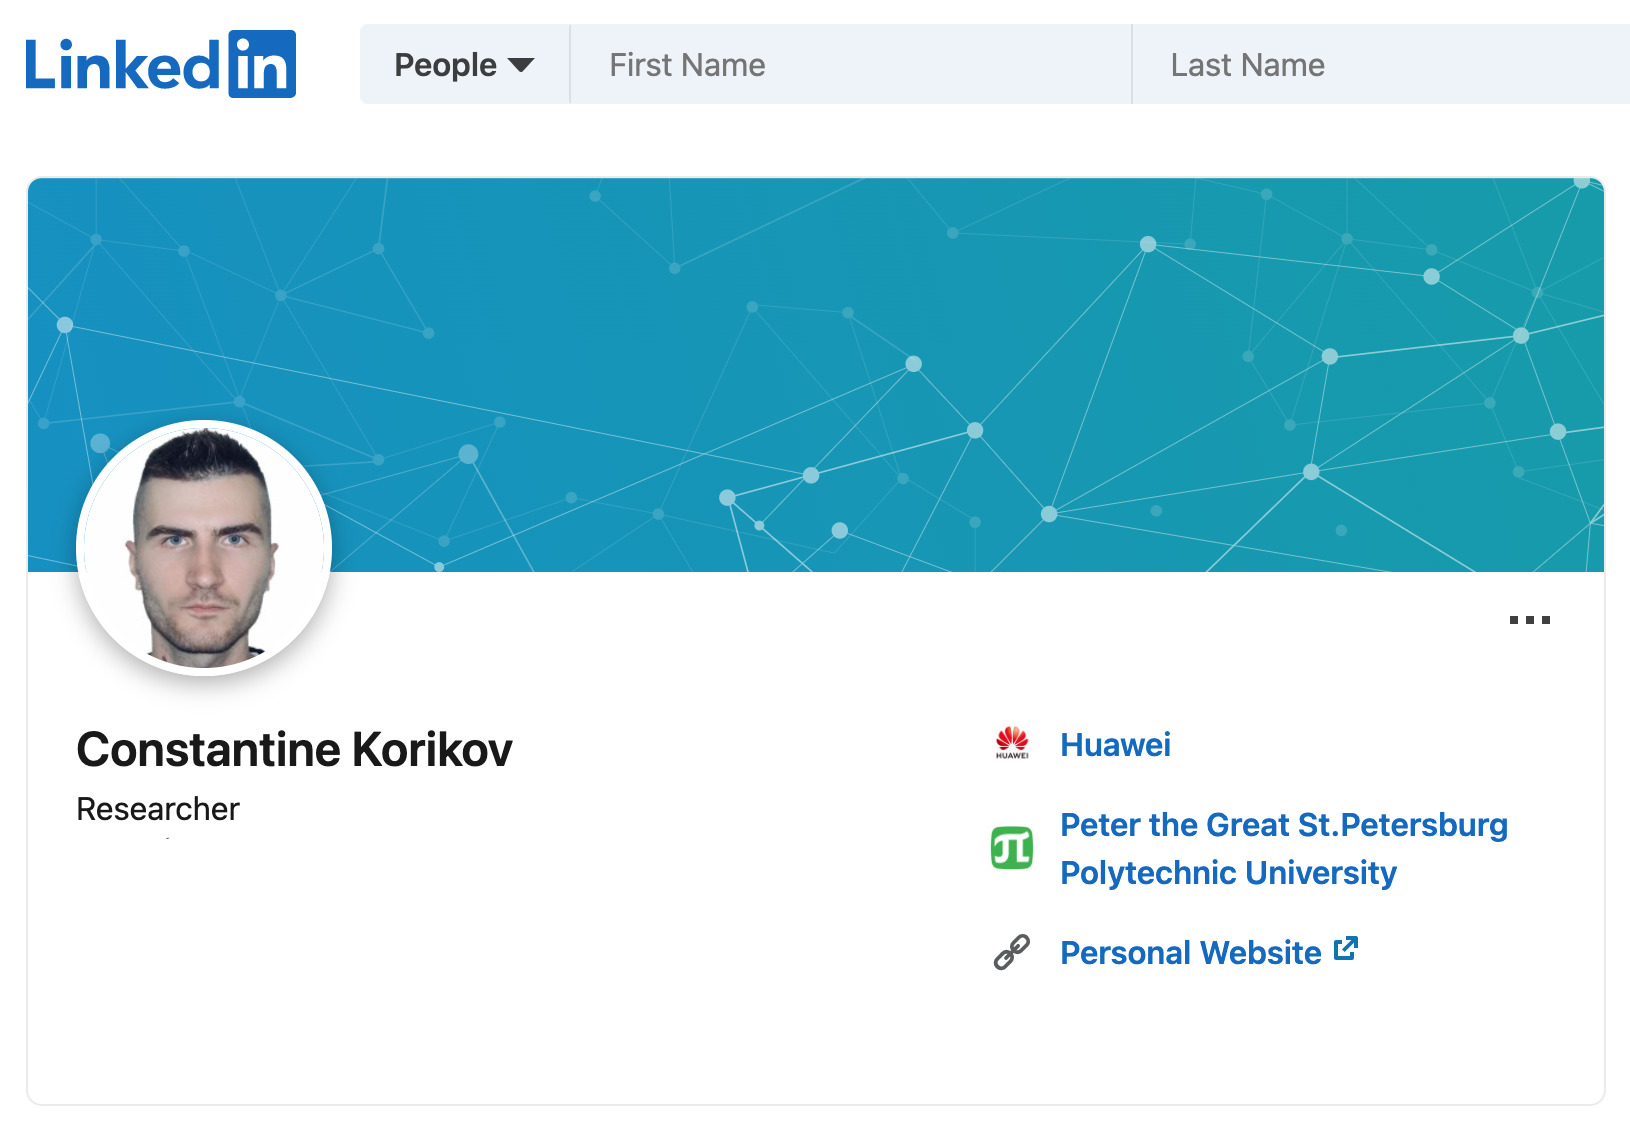 Linkedin
People
First Name
Last Name
Constantine Korikov
Researcher
HUAWEI
Huawei
Peter the Great St.Petersburg
Polytechnic University
Personal Website